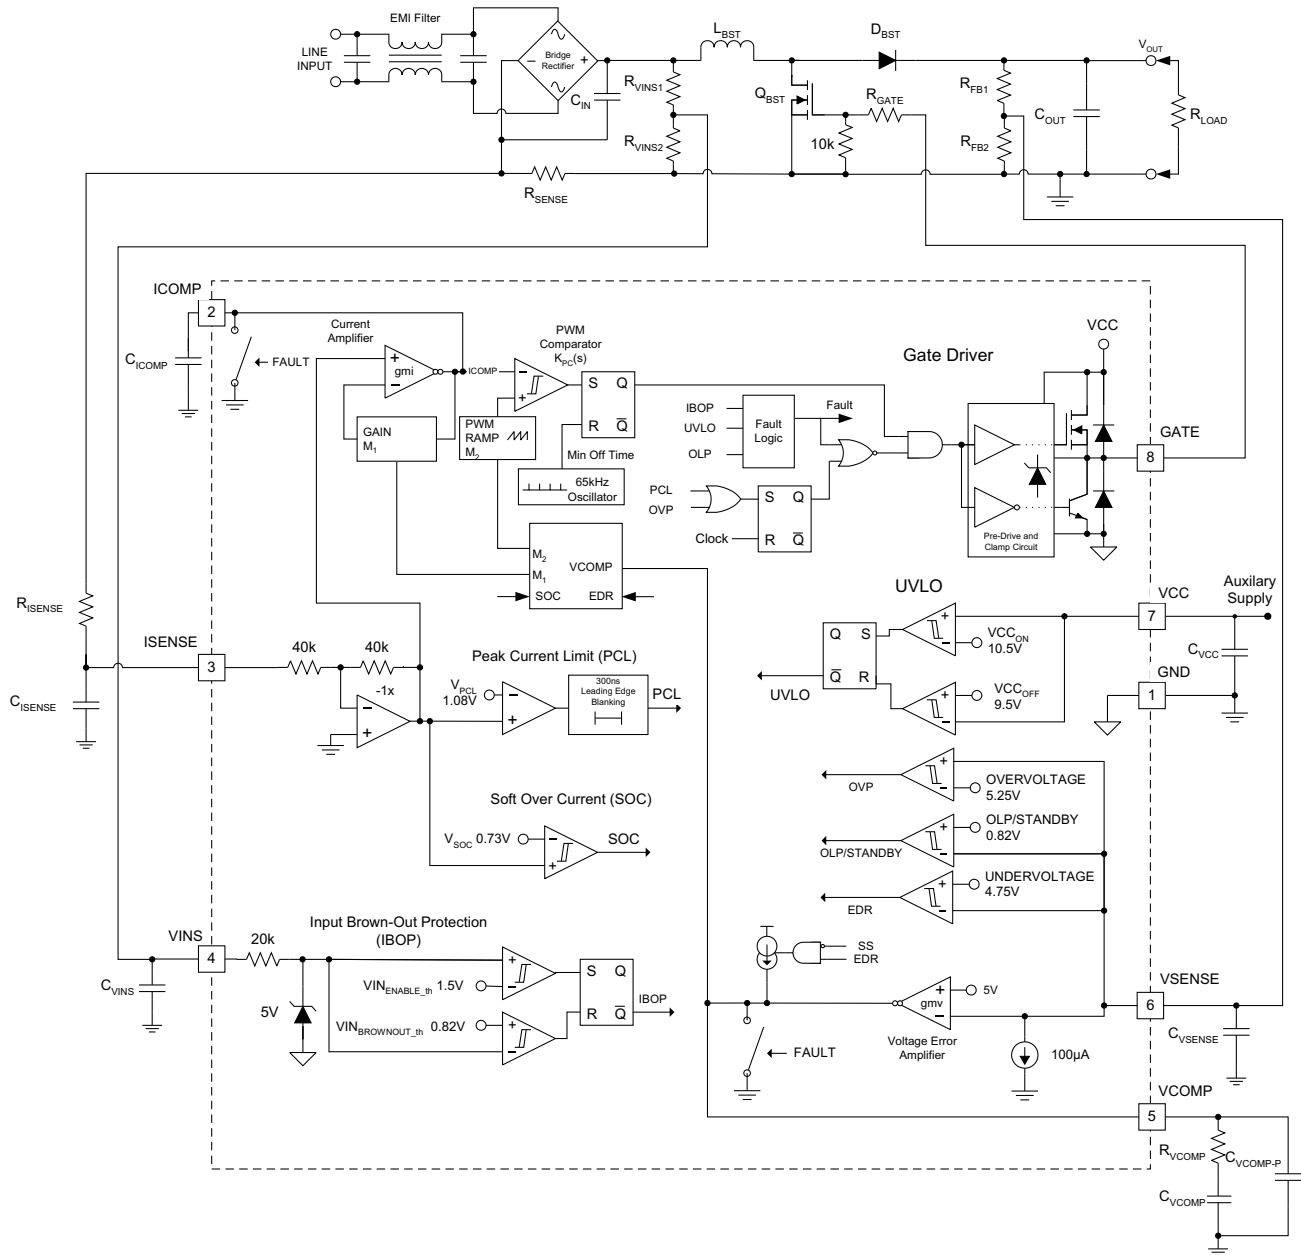 EMI Filter
LINE
INPUT
Bridge
Rectifier
C_IN
R_VINS1
R_VINS2
L_BST
D_BST
Q_BST
R_GATE
10k
R_FB1
R_FB2
C_OUT
V_OUT
R_LOAD
R_SENSE
ICOMP
2
C_ICOMP
FAULT
Current
Amplifier
+
gmi
−
ICOMP
PWM
Comparator
K_PC(s)
−
+
S Q
R Q̅
GAIN
M_1
PWM
RAMP
M_2
Min Off Time
65kHz
Oscillator
M_2
M_1
VCOMP
SOC
EDR
IBOP
UVLO
OLP
Fault
Logic
Fault
PCL
OVP
Clock
S Q
R Q̅
Gate Driver
VCC
Pre-Drive and
Clamp Circuit
GATE
8
R_ISENSE
ISENSE
3
C_ISENSE
40k
40k
-1x
−
+
Peak Current Limit (PCL)
V_PCL
1.08V
−
+
300ns
Leading Edge
Blanking
PCL
Soft Over Current (SOC)
V_SOC 0.73V
−
+
SOC
UVLO
Q S
Q̅ R
UVLO
+
−
VCC_ON
10.5V
+
−
VCC_OFF
9.5V
VCC
7
Auxilary
Supply
C_VCC
GND
1
OVP
+
−
OVERVOLTAGE
5.25V
OLP/STANDBY
+
−
OLP/STANDBY
0.82V
EDR
+
−
UNDERVOLTAGE
4.75V
Input Brown-Out Protection
(IBOP)
VINS
4
C_VINS
20k
5V
VIN_ENABLE_th 1.5V
+
−
VIN_BROWNOUT_th 0.82V
+
−
S Q
R Q̅
IBOP
SS
EDR
+
gmv
−
5V
Voltage Error
Amplifier
FAULT
100µA
VSENSE
6
C_VSENSE
VCOMP
5
R_VCOMP
C_VCOMP-P
C_VCOMP